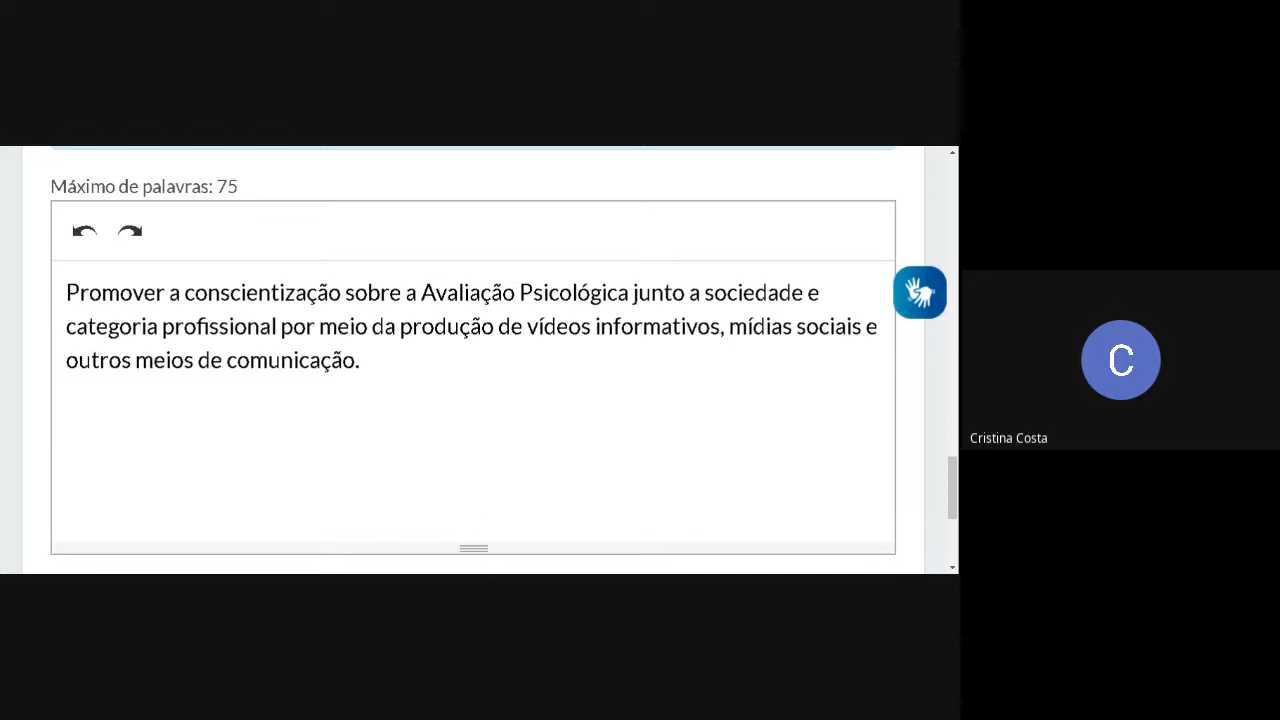 Máximo de palavras: 75
Promover a conscientização sobre a Avaliação Psicológica junto a sociedade e
categoria profissional por meio da produção de vídeos informativos, mídias sociais e
outros meios de comunicação.
C
Cristina Costa